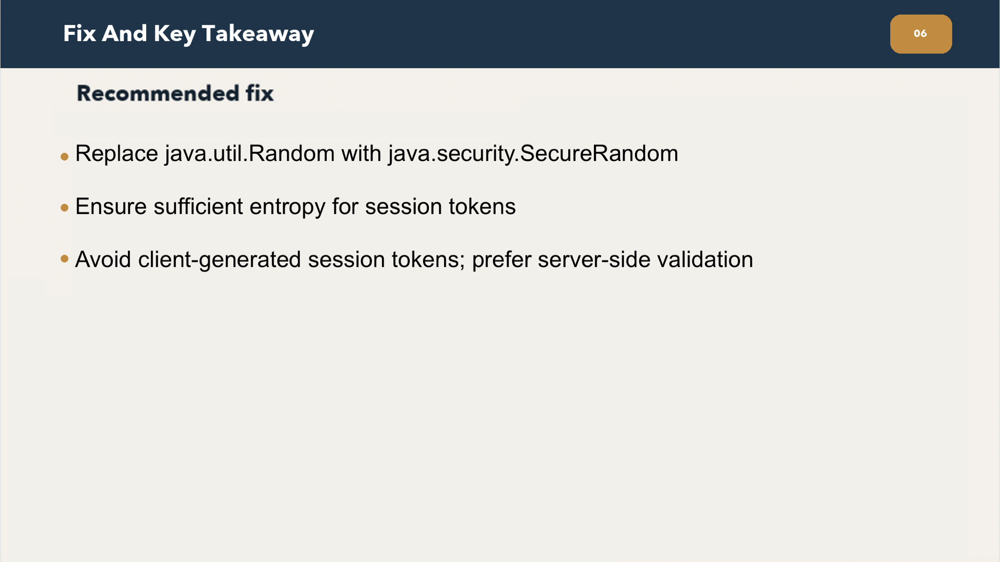 Fix And Key Takeaway
06
Recommended fix
Replace java.util.Random with java.security.SecureRandom
Ensure sufficient entropy for session tokens
Avoid client-generated session tokens; prefer server-side validation